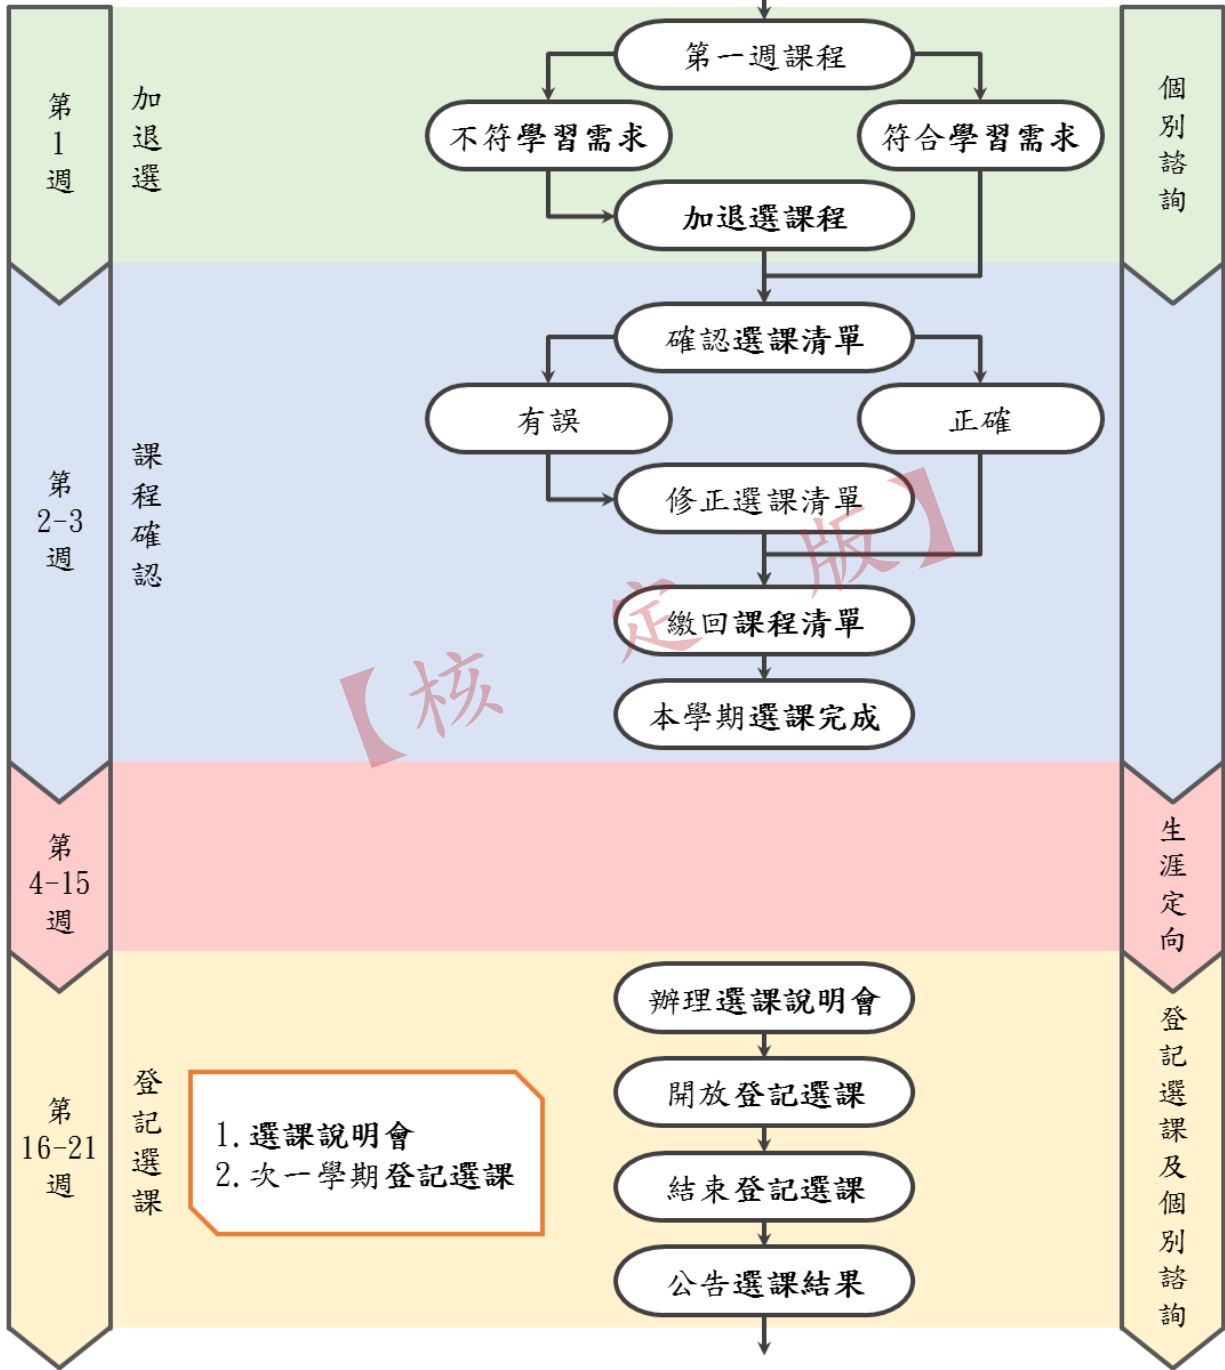 第
1
週
加
退
選
第一週課程
不符學習需求
符合學習需求
加退選課程
個
別
諮
詢
第
2-3
週
課
程
確
認
確認選課清單
有誤
正確
修正選課清單
繳回課程清單
本學期選課完成
【核定版】
第
4-15
週
生
涯
定
向
第
16-21
週
登
記
選
課
1.選課說明會
2.次一學期登記選課
辦理選課說明會
開放登記選課
結束登記選課
公告選課結果
登
記
選
課
及
個
別
諮
詢